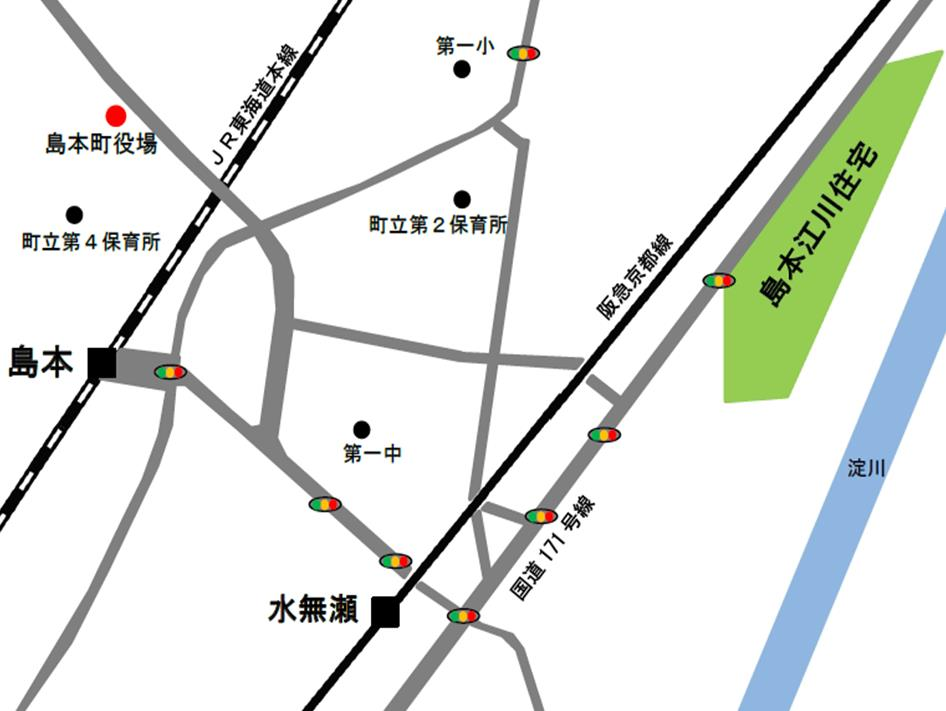 第一小
JR東海道本線
島本町役場
島本江川住宅
町立第2保育所
町立第4保育所
阪急京都線
島本
第一中
淀川
国道171号線
水無瀬